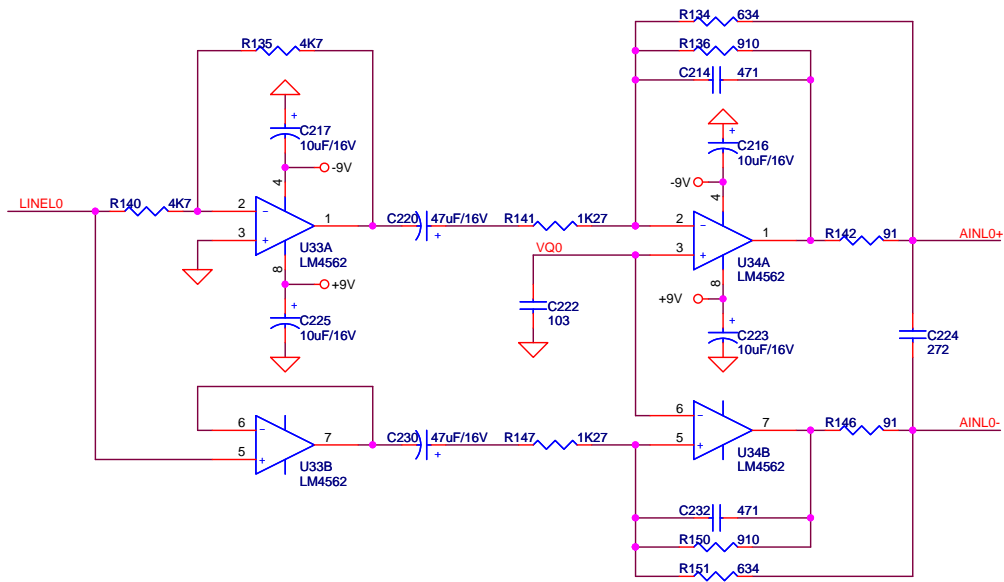 R134 634
R135 4K7
R136 910
C214 471
C217
10uF/16V
C216
10uF/16V
-9V
4
-9V
4
LINEL0
R140 4K7
2
3
1
C220 47uF/16V
R141 1K27
2
3
1
R142 91
AINL0+
U33A
LM4562
VQ0
U34A
LM4562
8
+9V
8
+9V
C222
103
C225
10uF/16V
C223
10uF/16V
C224
272
6
5
7
C230 47uF/16V
R147 1K27
6
5
7
R146 91
AINL0-
U33B
LM4562
U34B
LM4562
C232 471
R150 910
R151 634